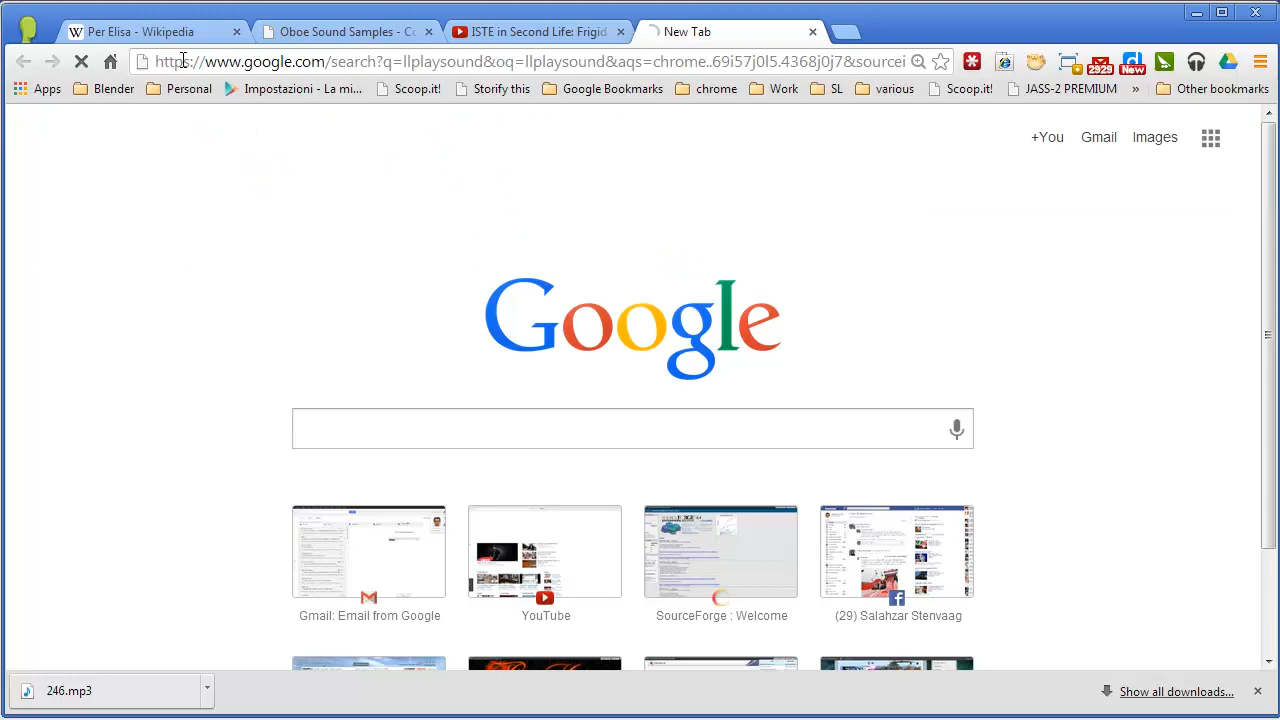 Per Elisa - Wikipedia
Oboe Sound Samples - Co
ISTE in Second Life: Frigid
New Tab
https://www.google.com/search?q=llplaysound&oq=llplaysound&aqs=chrome..69i57j0l5.4368j0j7&sourcei
2929
New
Apps
Blender
Personal
Impostazioni - La mi...
Scoop.it!
Storify this
Google Bookmarks
chrome
Work
SL
various
Scoop.it!
JASS-2 PREMIUM
»
Other bookmarks
+You
Gmail
Images
Google
Gmail: Email from Google
YouTube
SourceForge : Welcome
(29) Salahzar Stenvaag
246.mp3
Show all downloads...